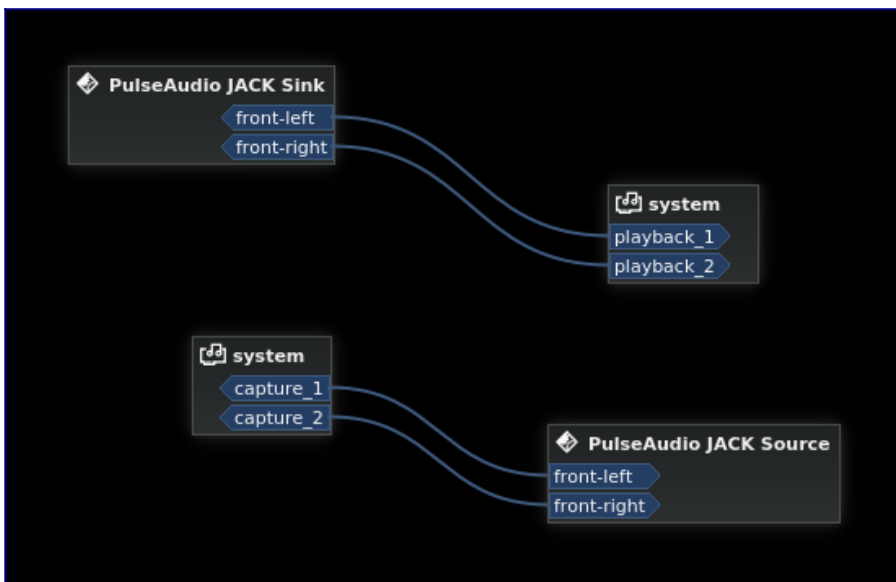 PulseAudio JACK Sink
front-left
front-right
system
playback_1
playback_2
system
capture_1
capture_2
PulseAudio JACK Source
front-left
front-right